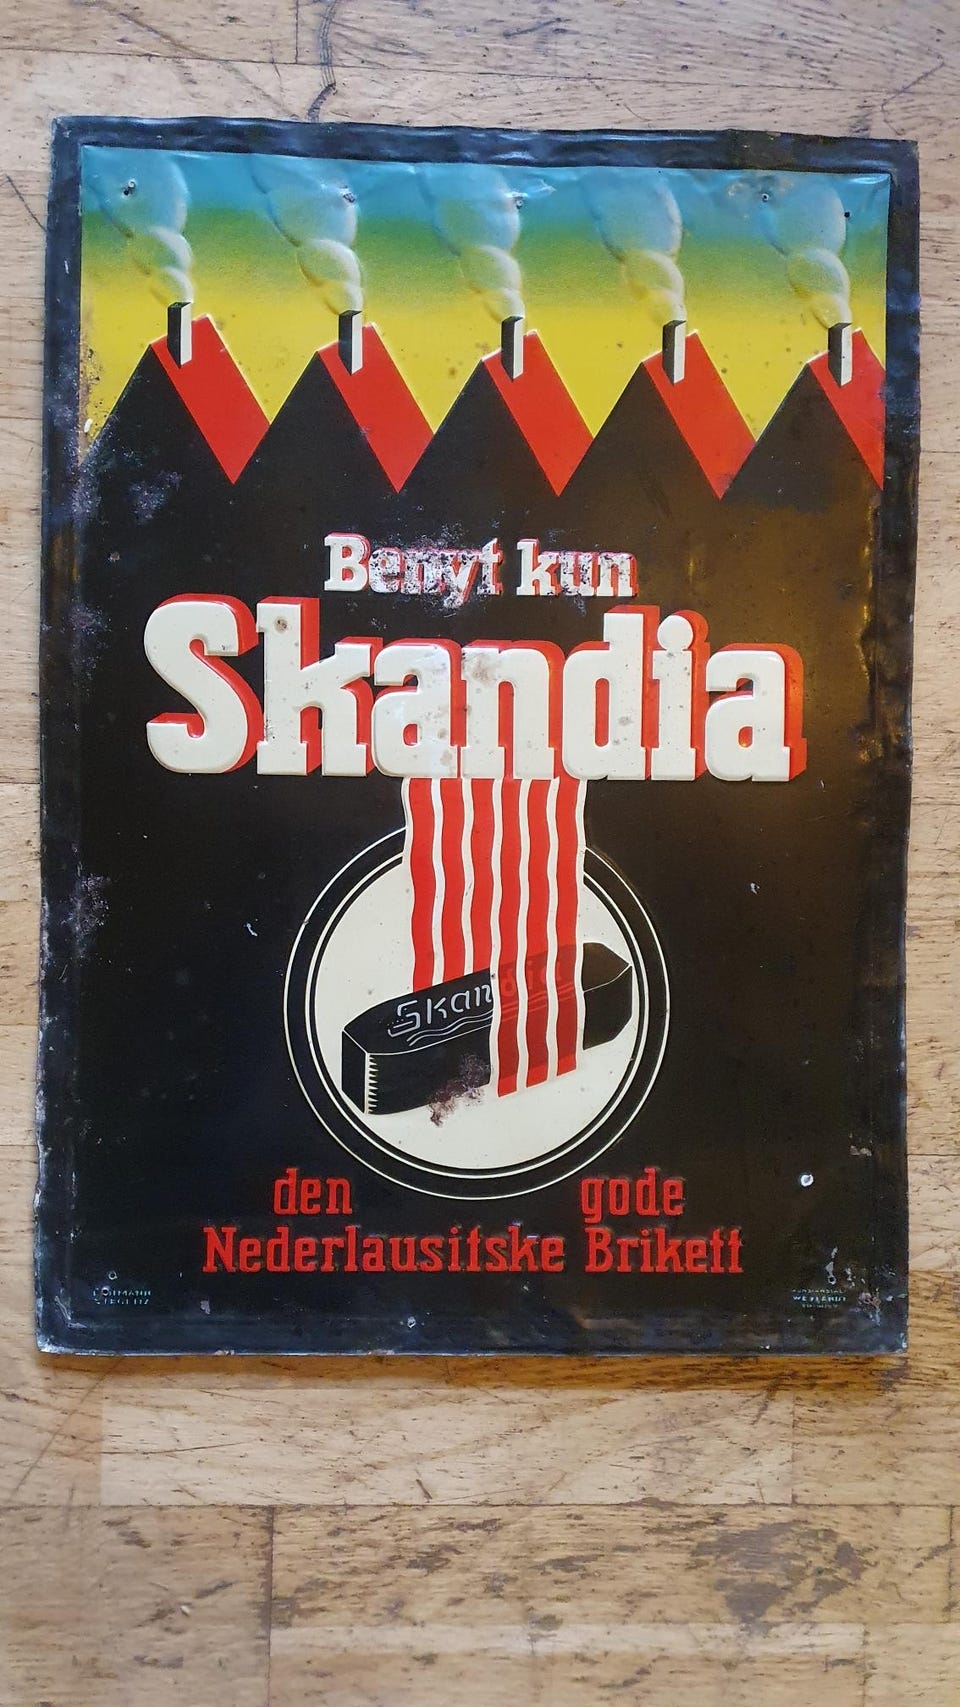 Benyt kun
Skandia
Skandia
den gode
Nederlausitske Brikett